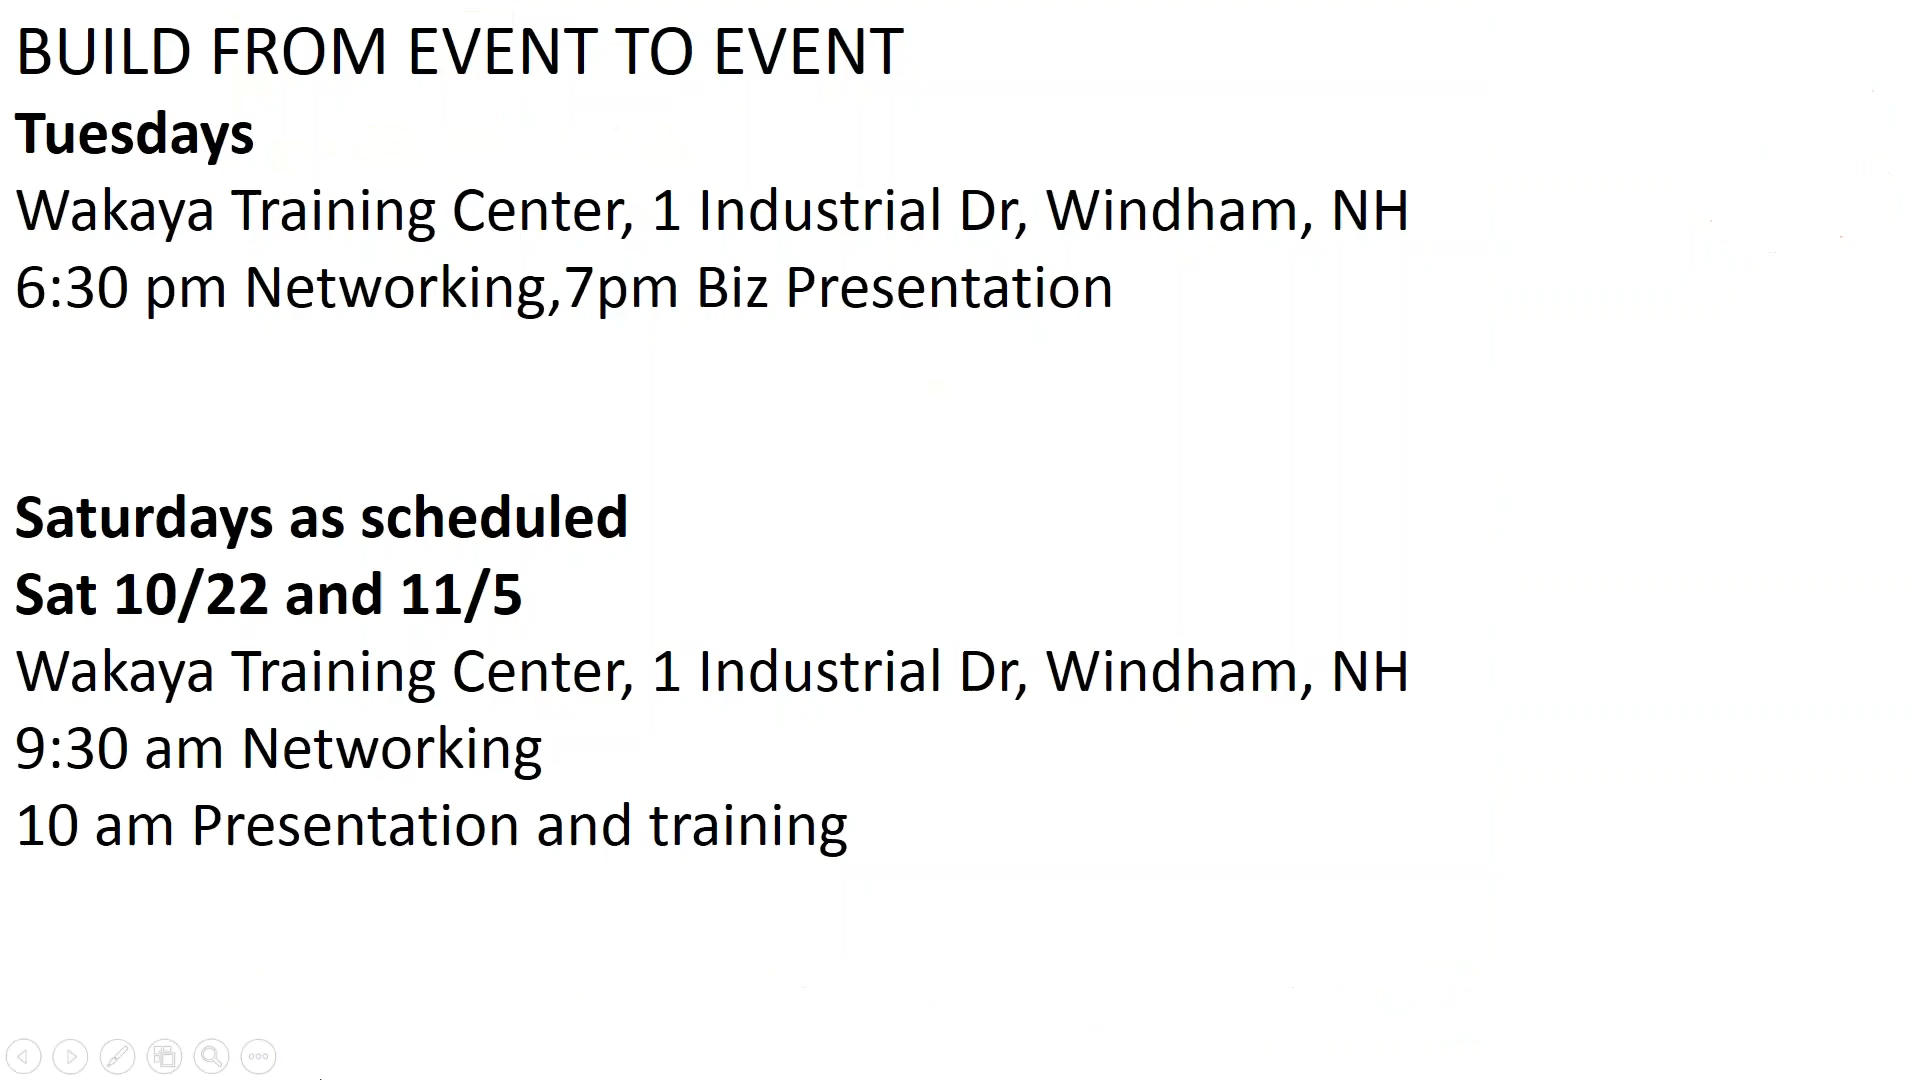 BUILD FROM EVENT TO EVENT
Tuesdays
Wakaya Training Center, 1 Industrial Dr, Windham, NH
6:30 pm Networking,7pm Biz Presentation
Saturdays as scheduled
Sat 10/22 and 11/5
Wakaya Training Center, 1 Industrial Dr, Windham, NH
9:30 am Networking
10 am Presentation and training